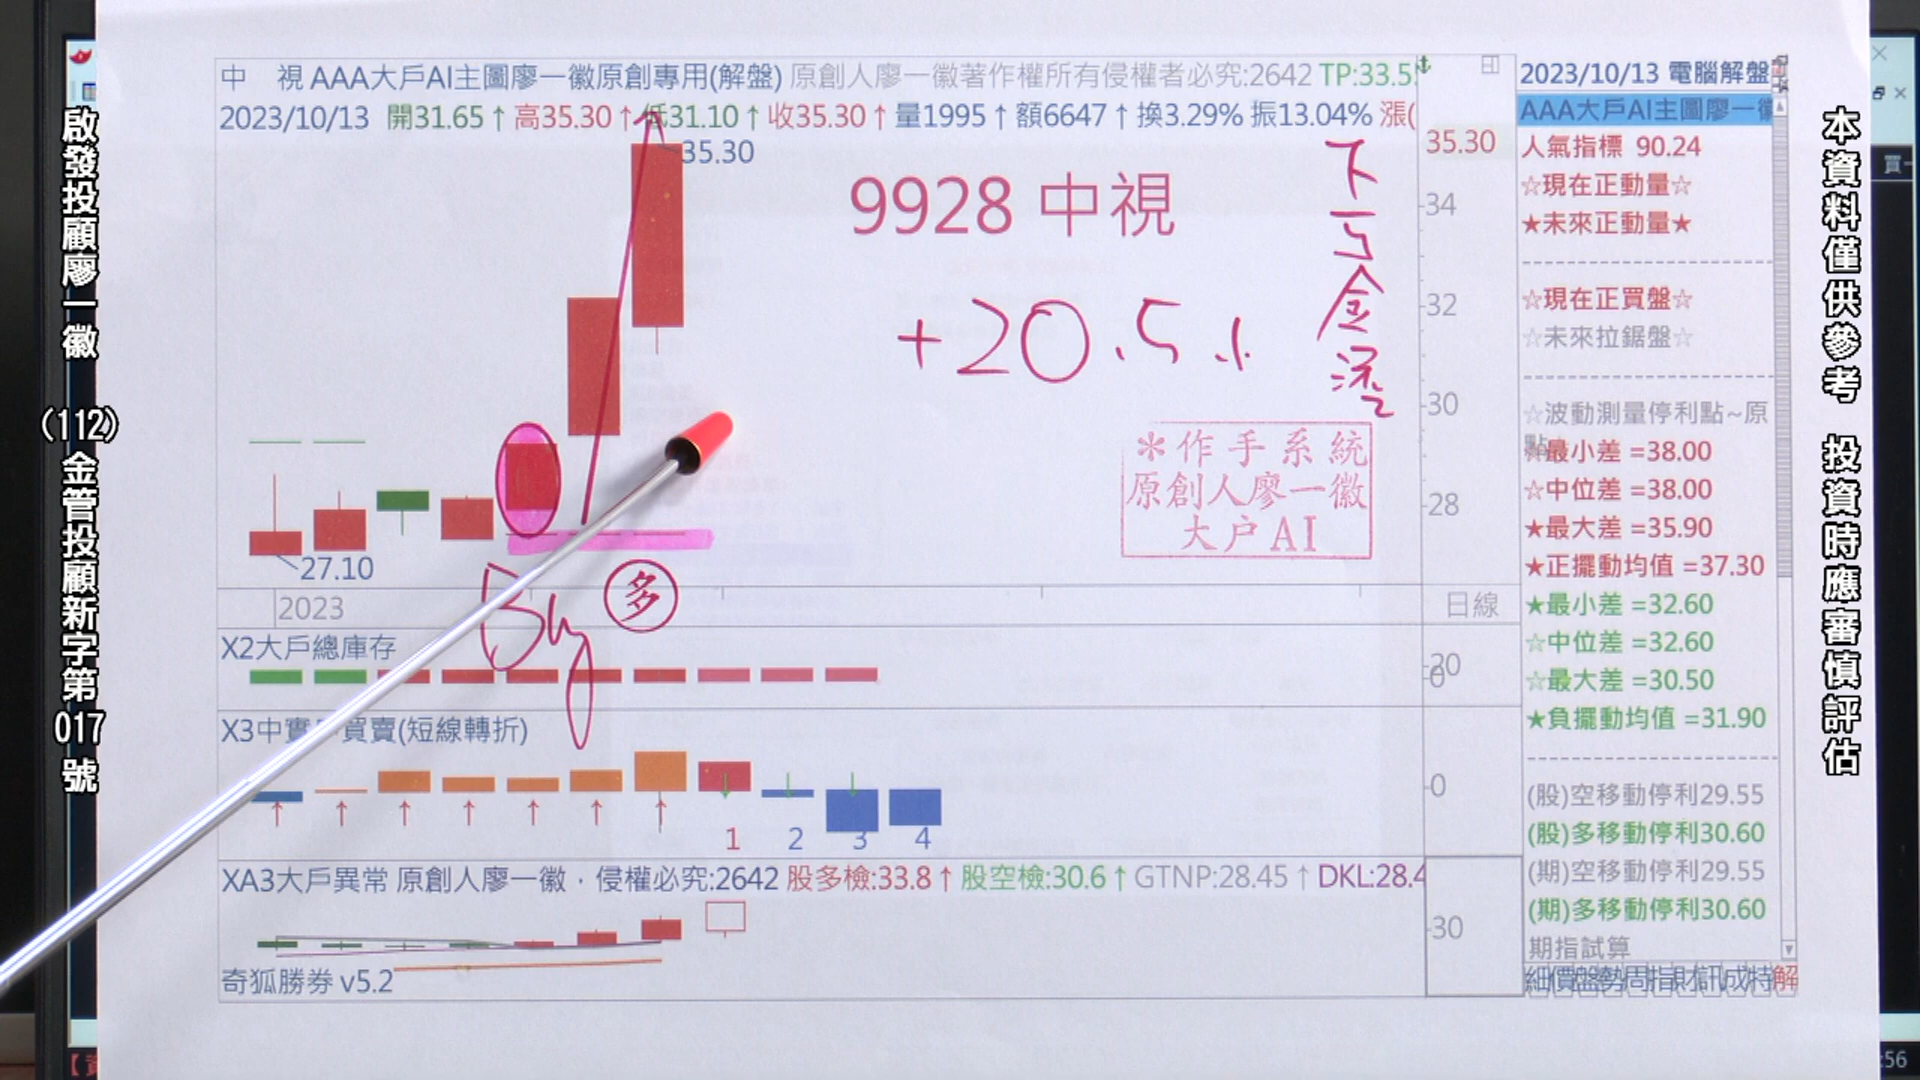 啟發投顧廖一徽 (112)金管投顧新字第017號
本資料僅供參考 投資時應審慎評估
中 視 AAA大戶AI主圖廖一徽原創專用(解盤) 原創人廖一徽著作權所有侵權者必究:2642 TP:33.5
2023/10/13 開31.65↑ 高35.30↑ 低31.10↑ 收35.30↑ 量1995↑ 額6647↑ 換3.29% 振13.04% 漲(
35.30
9928 中視
+20.5%
35.30
34
32
30
28
*作手系統
原創人廖一徽
大户AI
27.10
Buy
多
2023
日線
X2大戶總庫存
20
0
X3中實戶買賣(短線轉折)
0
1 2 3 4
XA3大戶異常 原創人廖一徽,侵權必究:2642 股多檢:33.8↑ 股空檢:30.6↑ GTNP:28.45↑ DKL:28.4
30
奇狐勝券 v5.2
2023/10/13 電腦解盤
AAA大戶AI主圖廖一徽
人氣指標 90.24
☆現在正動量☆
★未來正動量★
☆現在正買盤☆
☆未來拉鋸盤☆
☆波動測量停利點~原
點
☆最小差 =38.00
☆中位差 =38.00
★最大差 =35.90
★正擺動均值 =37.30
★最小差 =32.60
☆中位差 =32.60
☆最大差 =30.50
★負擺動均值 =31.90
(股)空移動停利29.55
(股)多移動停利30.60
(期)空移動停利29.55
(期)多移動停利30.60
期指試算
細價盤勢周指財訊成特解
:56